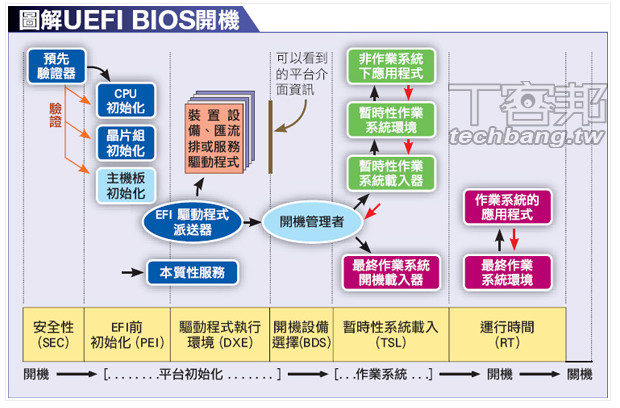 圖解UEFI BIOS開機
預先
驗證器
驗證
CPU
初始化
晶片組
初始化
主機板
初始化
裝置設
備、匯流
排或服務
驅動程式
可以看到
的平台介
面資訊
非作業系統
下應用程式
暫時性作業
系統環境
暫時性作業
系統載入器
T客邦
techbang.tw
EFI 驅動程式
派送器
開機管理者
作業系統的
應用程式
本質性服務
最終作業系統
開機載入器
最終作業
系統環境
安全性
(SEC)
EFI前
初始化 (PEI)
驅動程式執行
環境 (DXE)
開機設備
選擇(BDS)
暫時性系統載入
(TSL)
運行時間
(RT)
開機 [. . . . . . . .平台初始化 . . . . . . . .] [. . .作業系統 . . .] 開機 關機